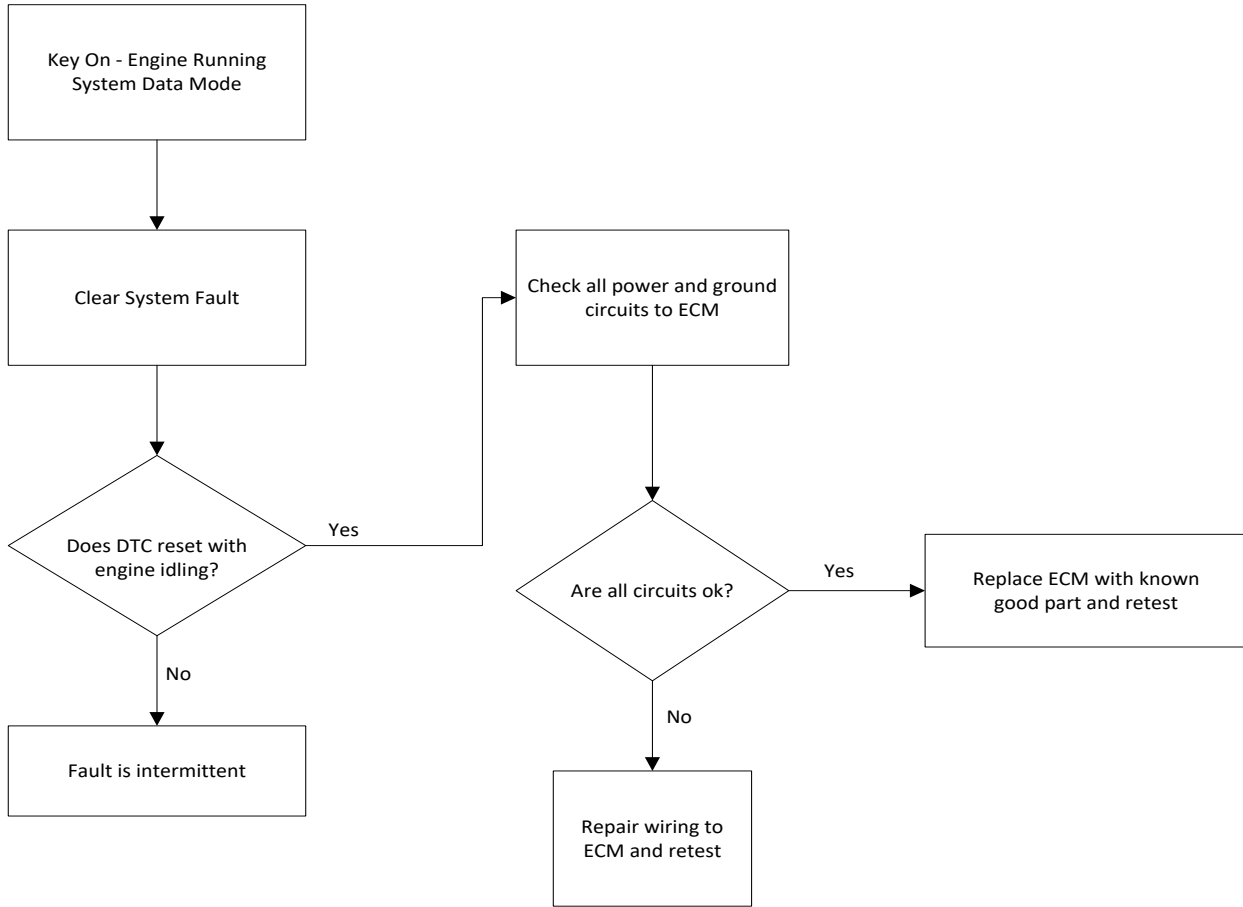 Key On - Engine Running
System Data Mode
Clear System Fault
Does DTC reset with
engine idling?
Yes
No
Fault is intermittent
Check all power and ground
circuits to ECM
Are all circuits ok?
Yes
Replace ECM with known
good part and retest
No
Repair wiring to
ECM and retest